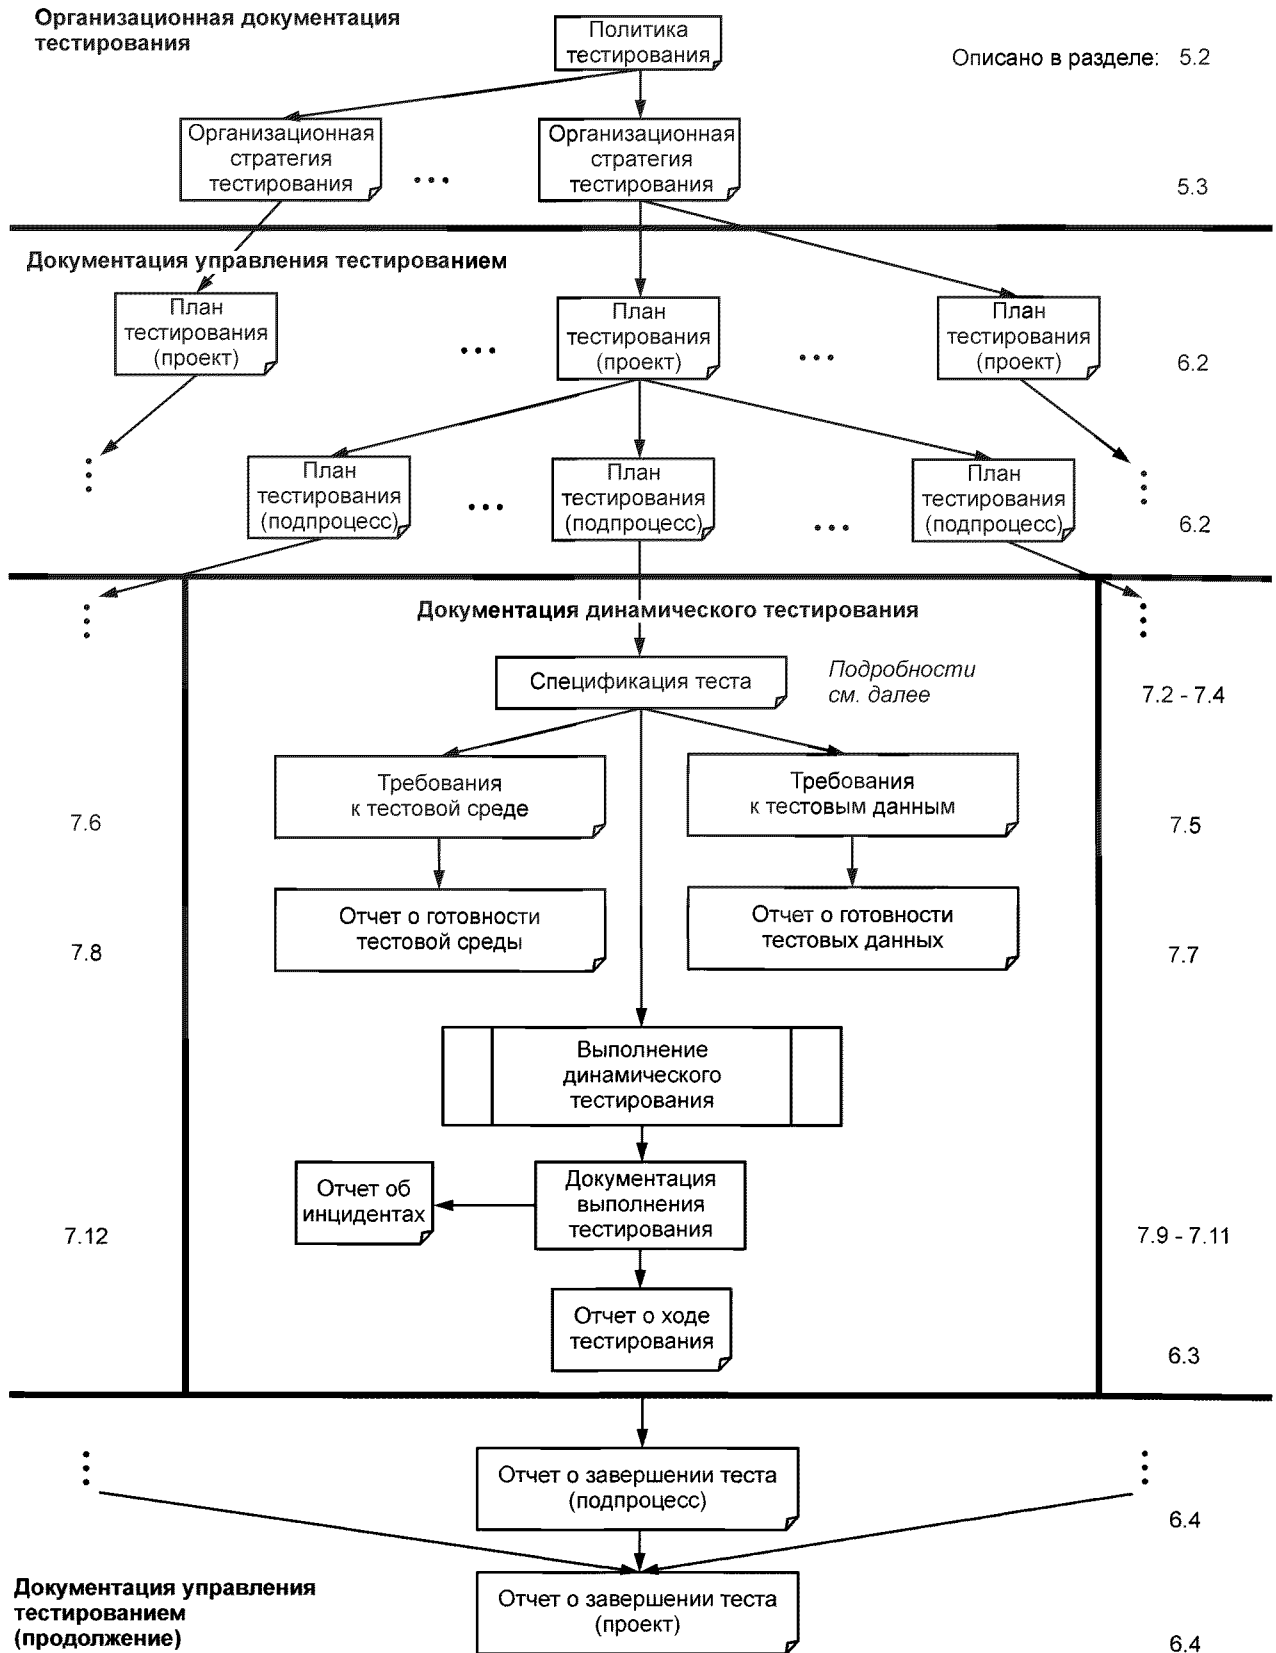 Организационная документация
тестирования
Политика
тестирования
Описано в разделе: 5.2
Организационная
стратегия
тестирования
...
Организационная
стратегия
тестирования
5.3
Документация управления тестированием
План
тестирования
(проект)
...
План
тестирования
(проект)
...
План
тестирования
(проект)
6.2
План
тестирования
(подпроцесс)
...
План
тестирования
(подпроцесс)
...
План
тестирования
(подпроцесс)
6.2
Документация динамического тестирования
Спецификация теста
Подробности
см. далее
7.2 - 7.4
Требования
к тестовой среде
Требования
к тестовым данным
7.6
7.5
Отчет о готовности
тестовой среды
Отчет о готовности
тестовых данных
7.8
7.7
Выполнение
динамического
тестирования
Отчет об
инцидентах
Документация
выполнения
тестирования
7.12
7.9 - 7.11
Отчет о ходе
тестирования
6.3
Отчет о завершении теста
(подпроцесс)
6.4
Документация управления
тестированием
(продолжение)
Отчет о завершении теста
(проект)
6.4